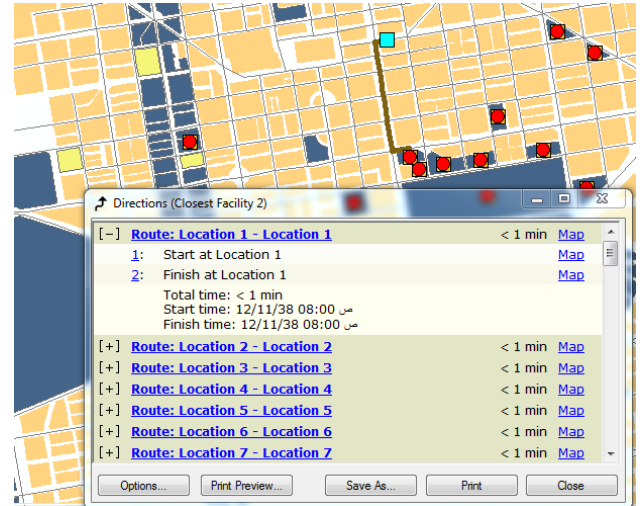 Directions (Closest Facility 2)
[-] Route: Location 1 - Location 1 < 1 min Map
1: Start at Location 1 Map
2: Finish at Location 1 Map
Total time: < 1 min
Start time: 12/11/38 08:00 ص
Finish time: 12/11/38 08:00 ص
[+] Route: Location 2 - Location 2 < 1 min Map
[+] Route: Location 3 - Location 3 < 1 min Map
[+] Route: Location 4 - Location 4 < 1 min Map
[+] Route: Location 5 - Location 5 < 1 min Map
[+] Route: Location 6 - Location 6 < 1 min Map
[+] Route: Location 7 - Location 7 < 1 min Map
Options... Print Preview... Save As... Print Close